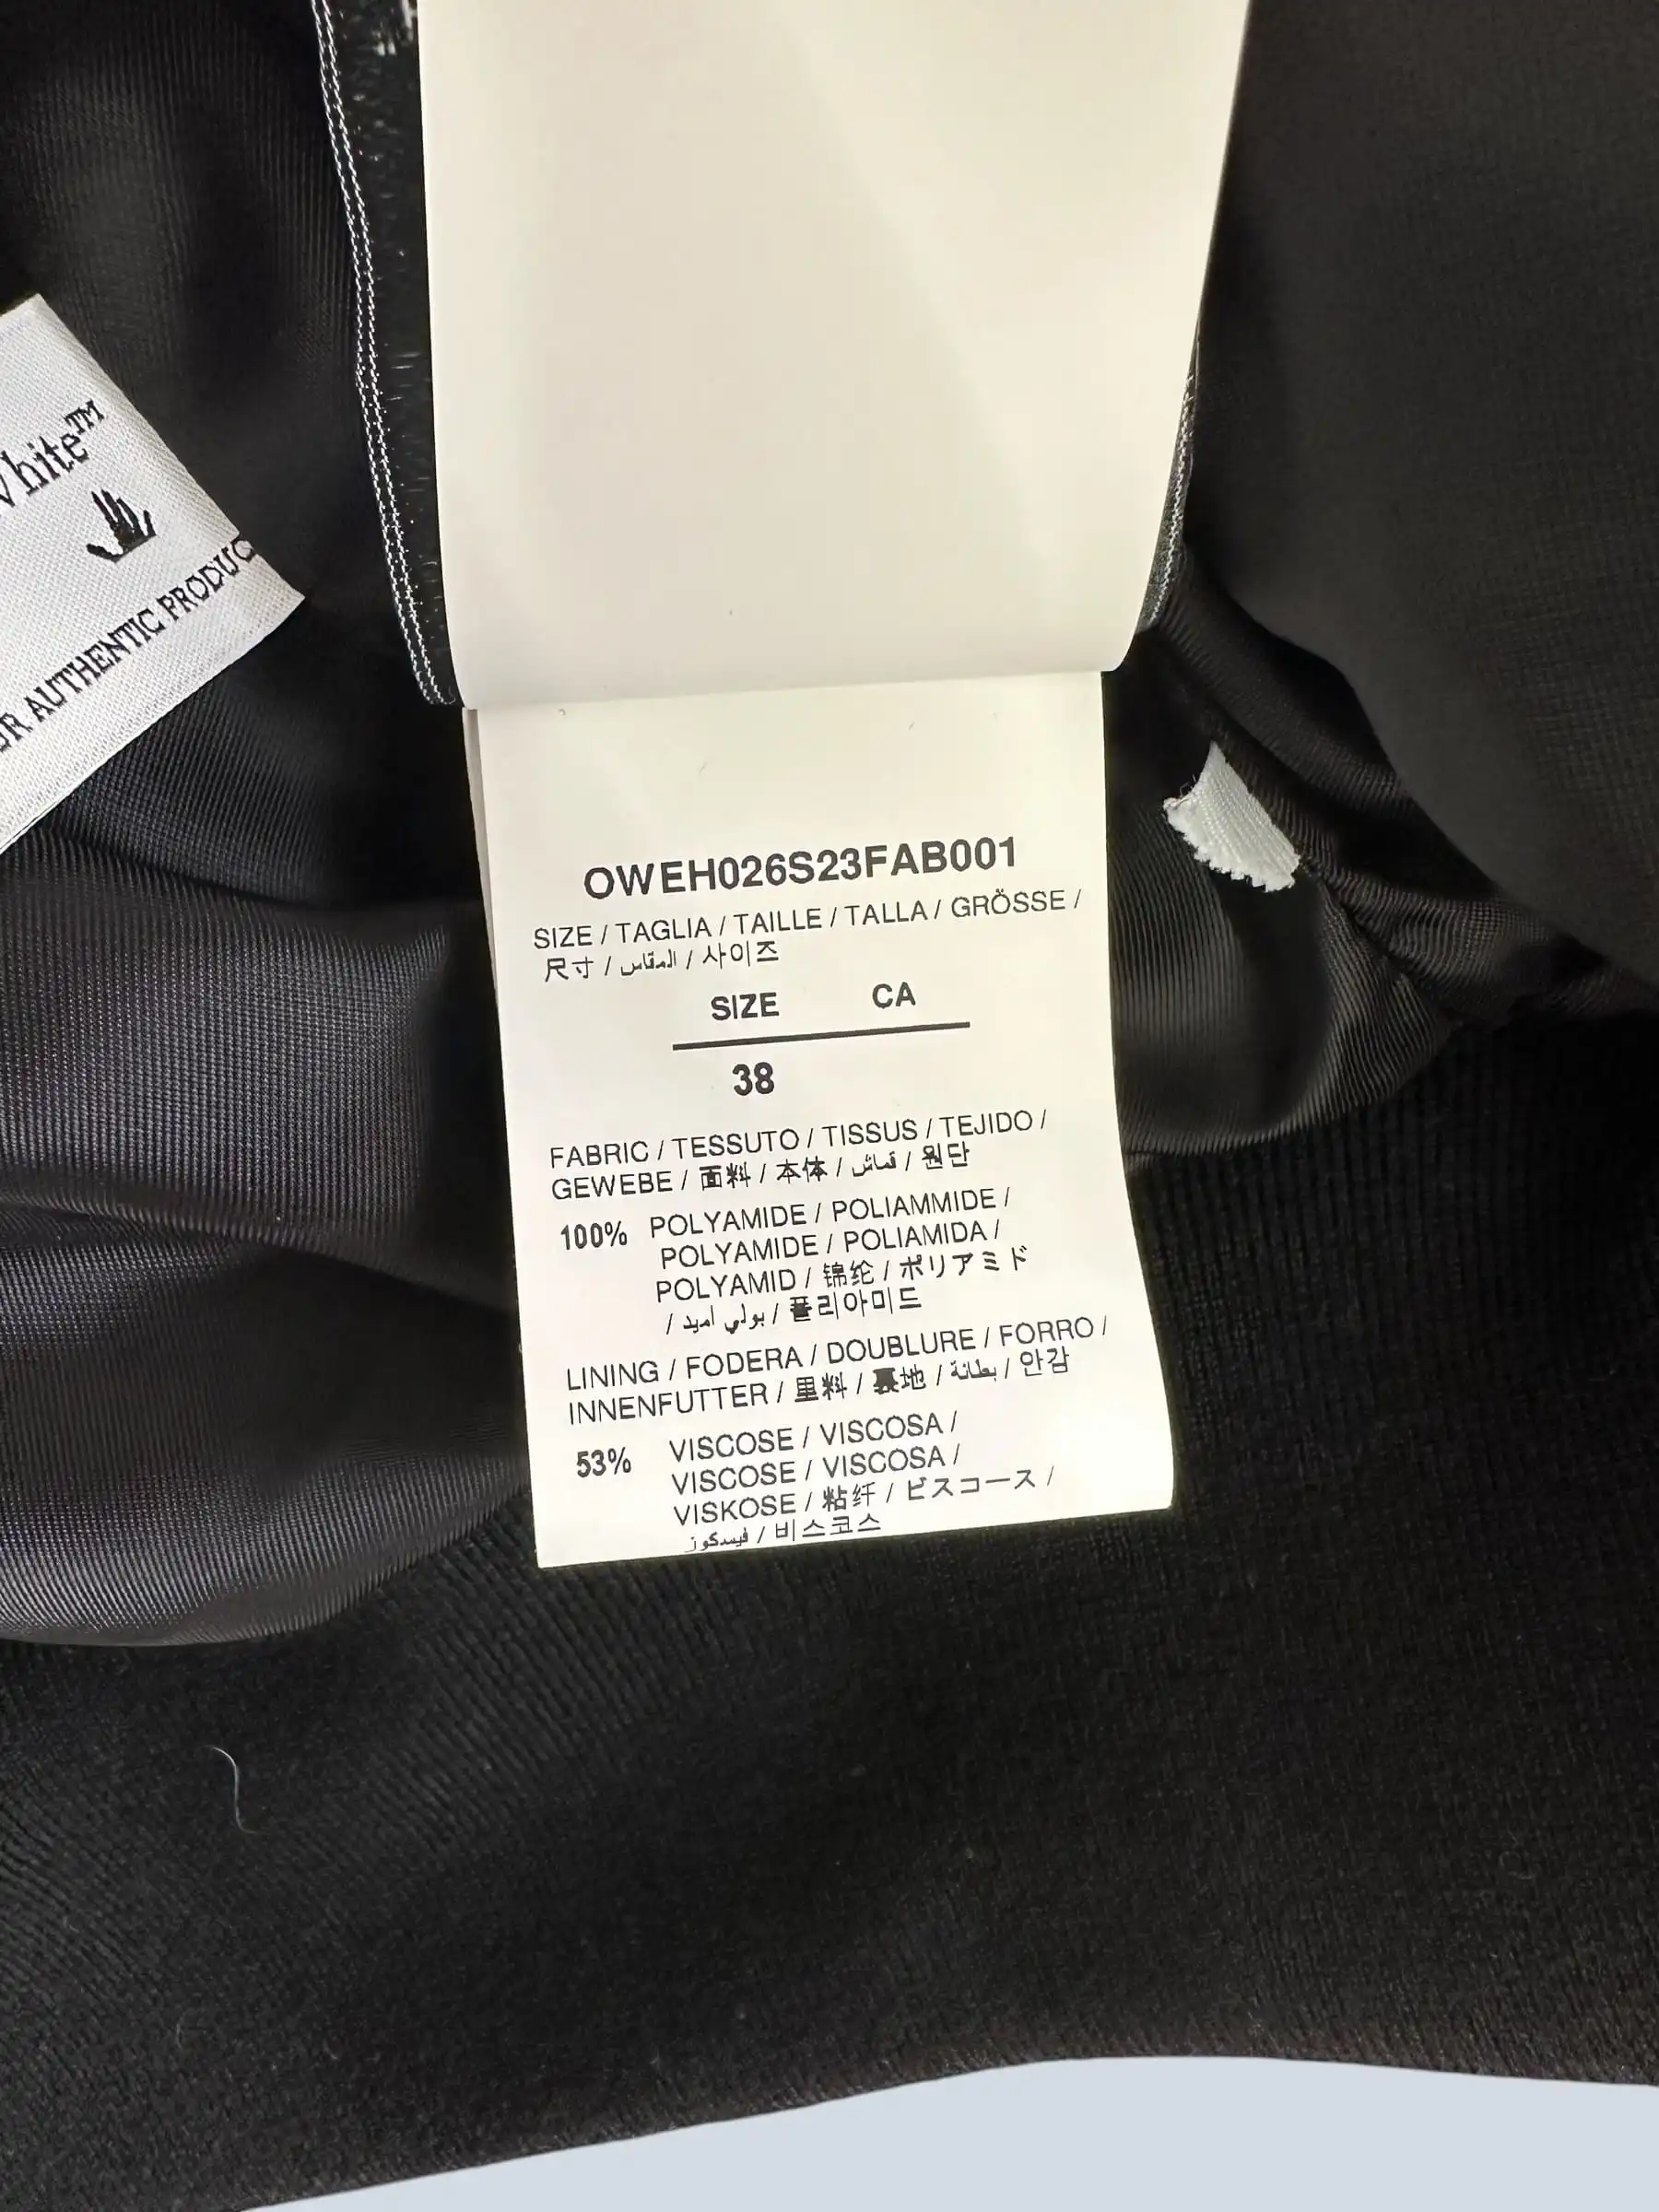 White™
AUTHENTIC PRODUC
OWEH026S23FAB001
SIZE / TAGLIA / TAILLE / TALLA / GRÖSSE /
尺寸 / المقاس / 사이즈
SIZE CA
38
FABRIC / TESSUTO / TISSUS / TEJIDO /
GEWEBE / 面料 / 本体 / قماش / 원단
100% POLYAMIDE / POLIAMMIDE /
POLYAMIDE / POLIAMIDA /
POLYAMID / 锦纶 / ポリアミド
/ بولي اميد / 폴리아미드
LINING / FODERA / DOUBLURE / FORRO /
INNENFUTTER / 里料 / 裏地 / بطانة / 안감
53% VISCOSE / VISCOSA /
VISCOSE / VISCOSA /
VISKOSE / 粘纤 / ビスコース /
فيسكوز / 비스코스